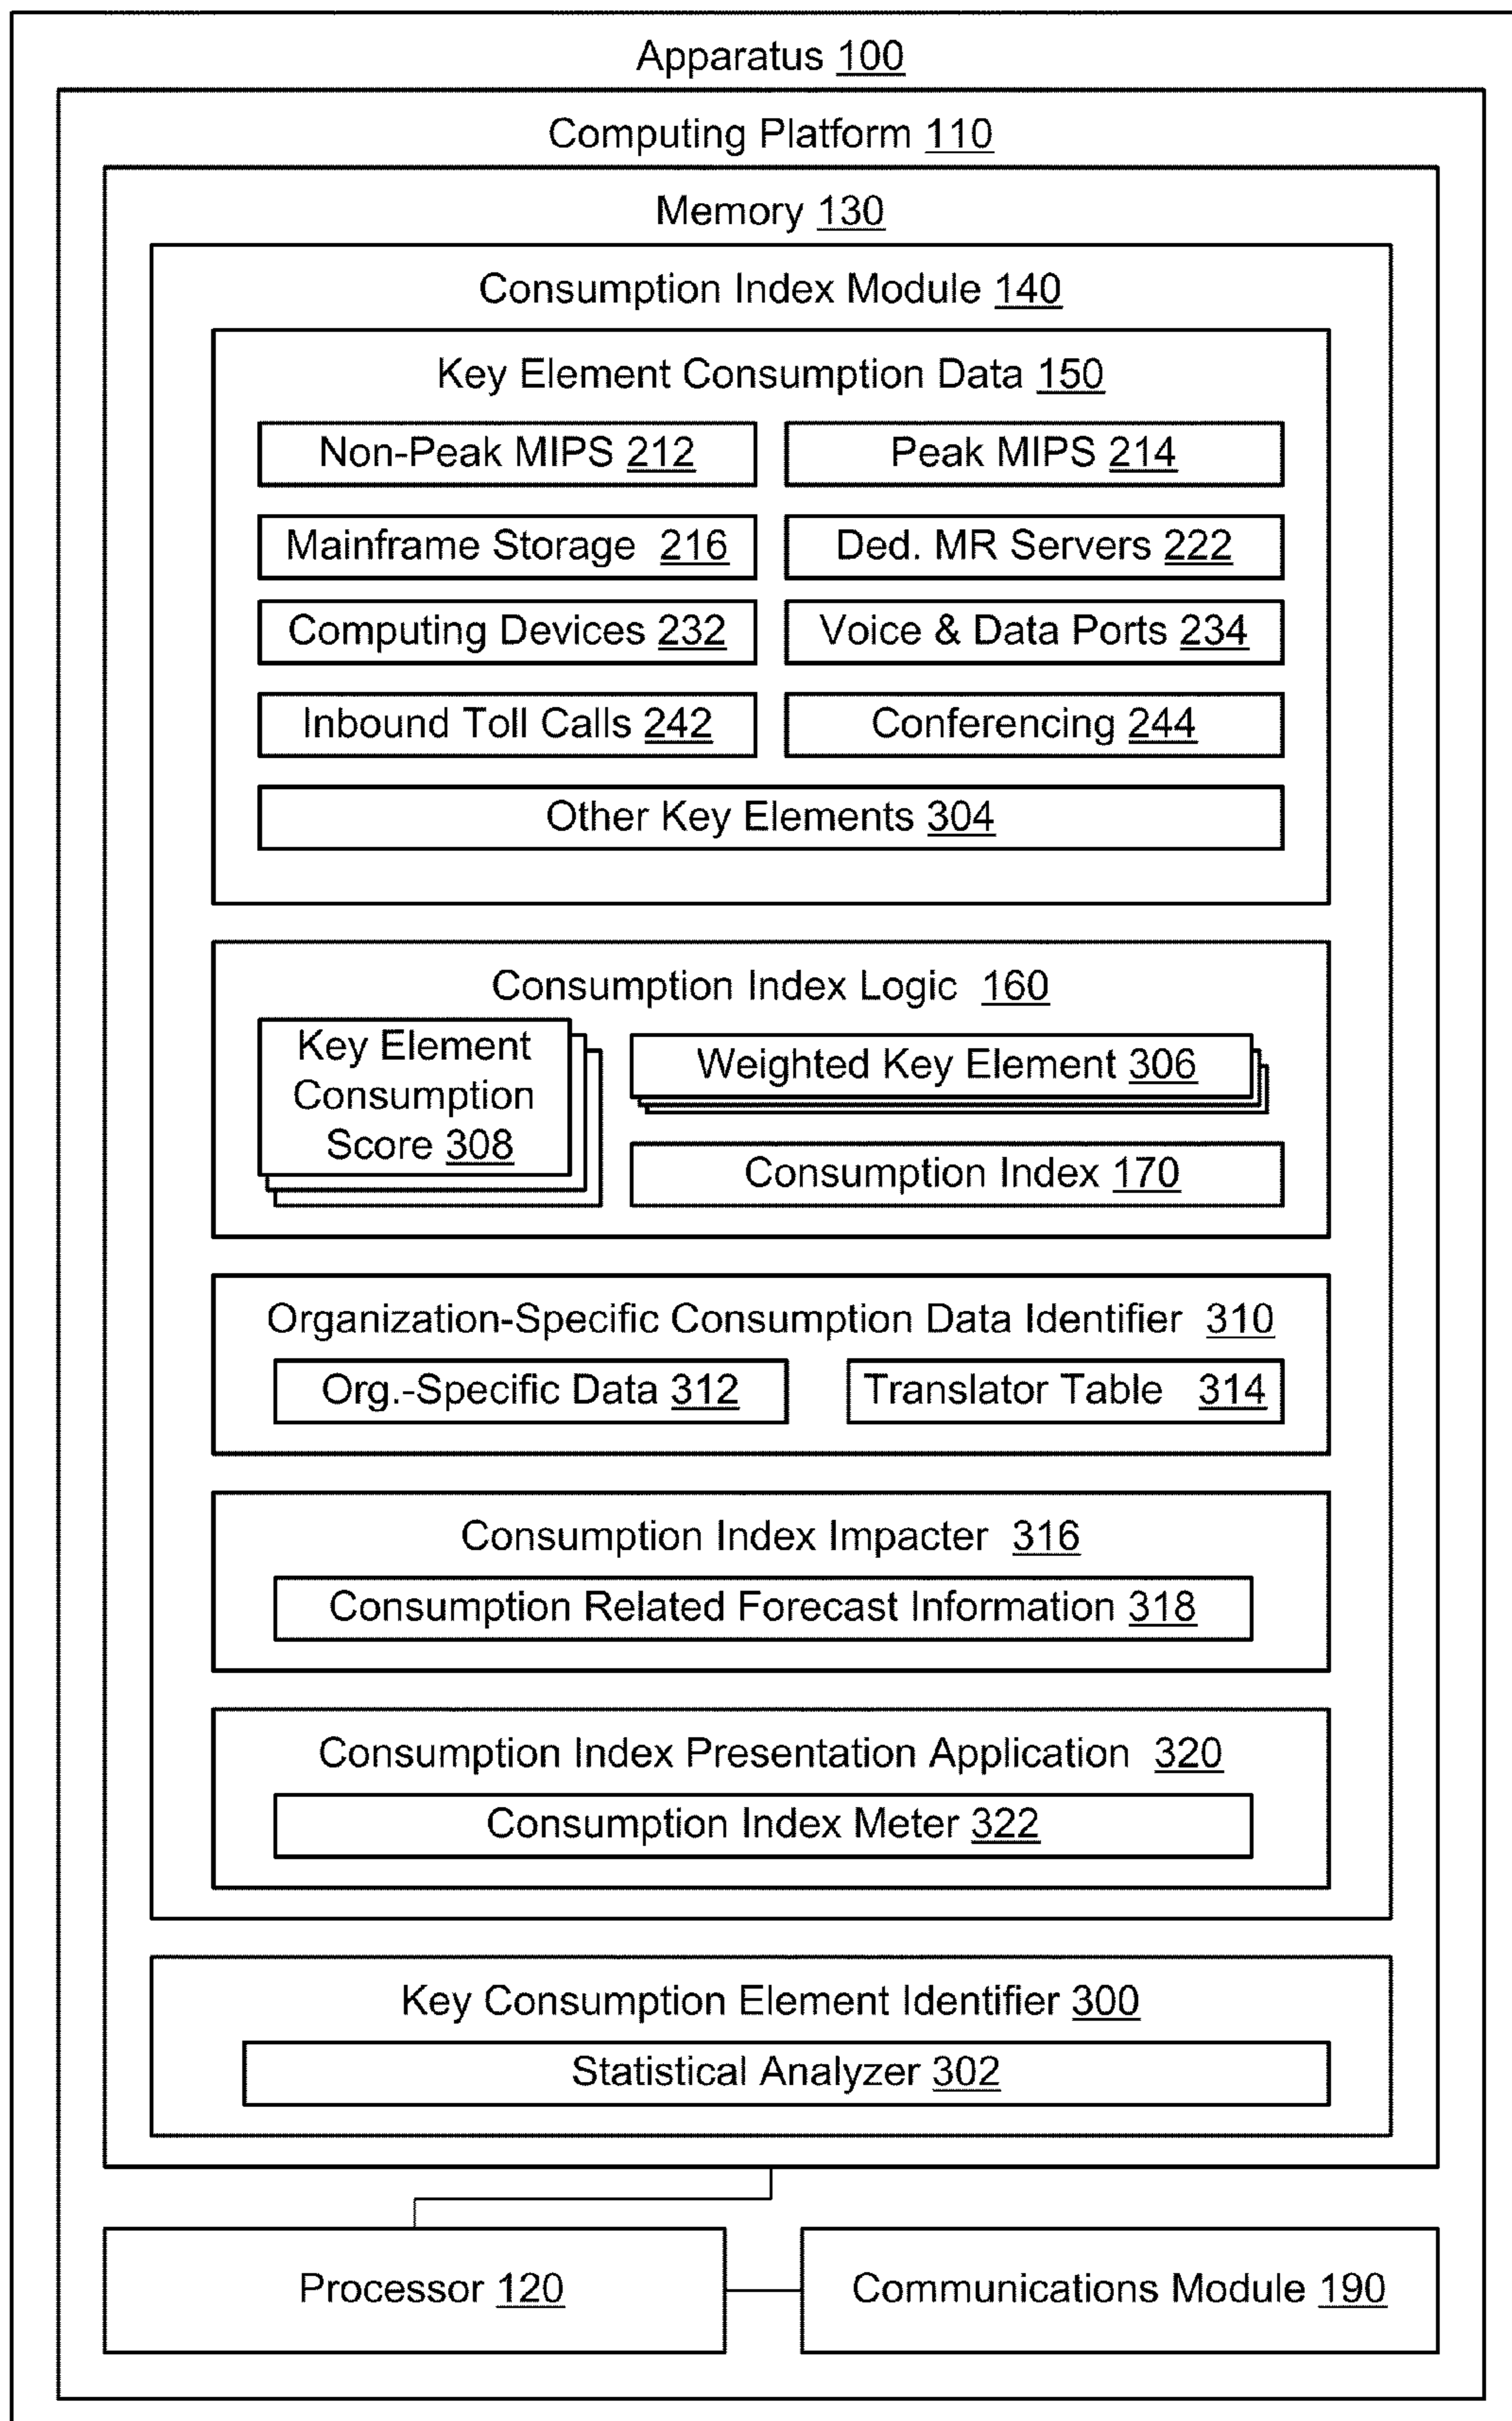 Apparatus 100
Computing Platform 110
Memory 130
Consumption Index Module 140
Key Element Consumption Data 150
Non-Peak MIPS 212
Peak MIPS 214
Mainframe Storage 216
Ded. MR Servers 222
Computing Devices 232
Voice & Data Ports 234
Inbound Toll Calls 242
Conferencing 244
Other Key Elements 304
Consumption Index Logic 160
Key Element
Consumption
Score 308
Weighted Key Element 306
Consumption Index 170
Organization-Specific Consumption Data Identifier 310
Org.-Specific Data 312
Translator Table 314
Consumption Index Impacter 316
Consumption Related Forecast Information 318
Consumption Index Presentation Application 320
Consumption Index Meter 322
Key Consumption Element Identifier 300
Statistical Analyzer 302
Processor 120
Communications Module 190